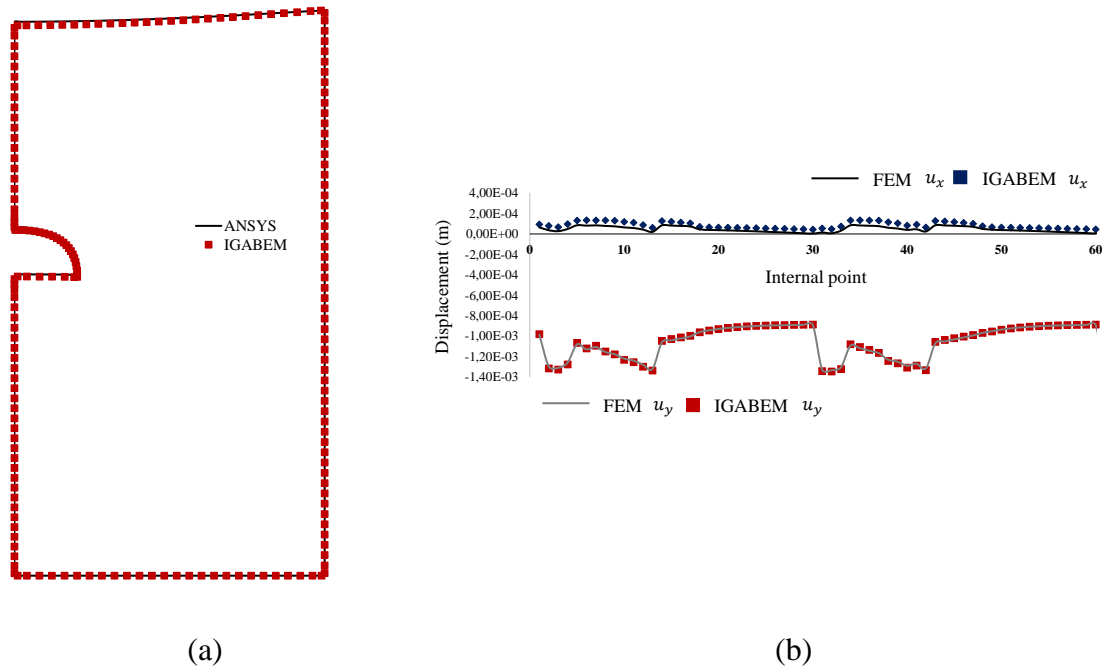 ANSYS
IGABEM
(a)
FEM u_x IGABEM u_x
4,00E-04
2,00E-04
0,00E+00
-2,00E-04
-4,00E-04
-6,00E-04
-8,00E-04
-1,00E-03
-1,20E-03
-1,40E-03
Displacement (m)
0 10 20 30 40 50 60
Internal point
FEM u_y IGABEM u_y
(b)